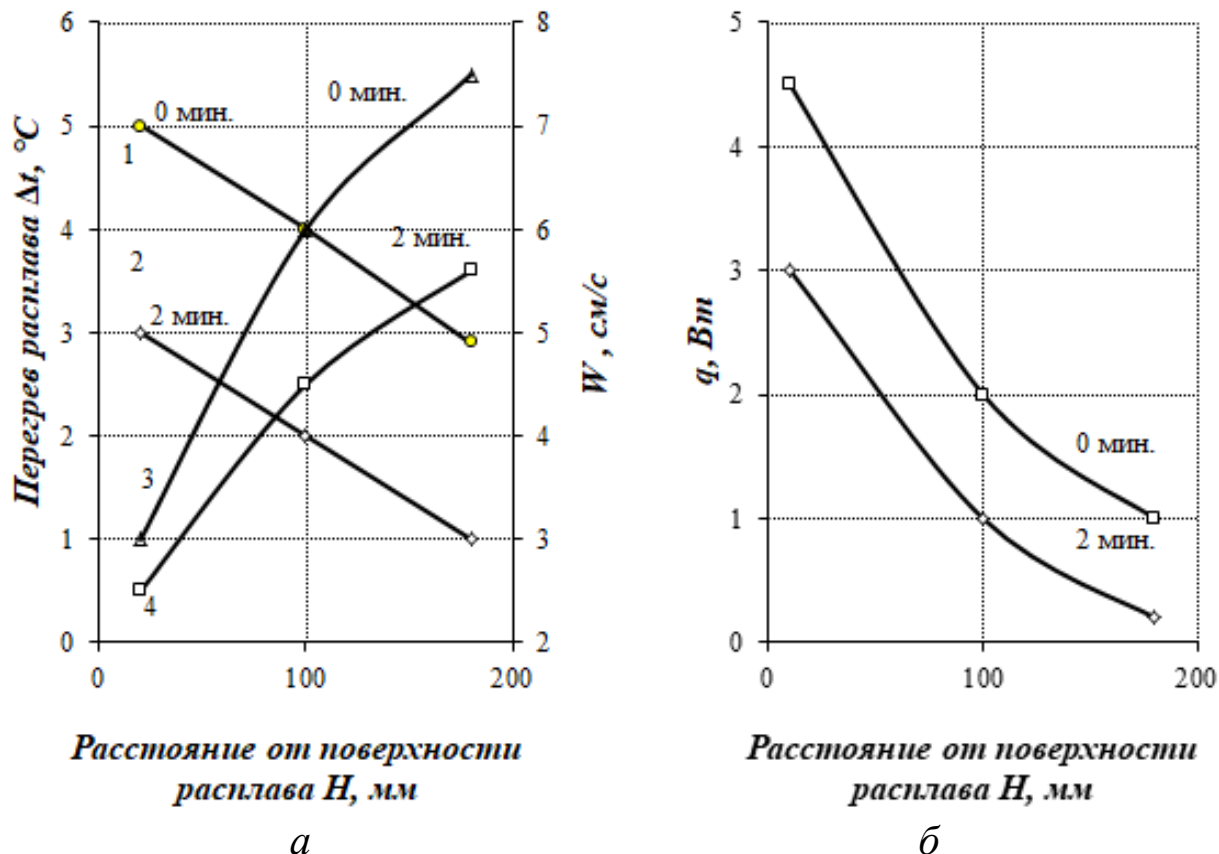 6
5
4
3
2
1
0
Перегрев расплава Δt, °C
8
7
6
5
4
3
2
W , см/с
0 мин.
0 мин.
1
2
2 мин.
2 мин.
3
4
0
100
200
Расстояние от поверхности
расплава H, мм
а
5
4
3
2
1
0
q, Вт
0 мин.
2 мин.
0
100
200
Расстояние от поверхности
расплава H, мм
б